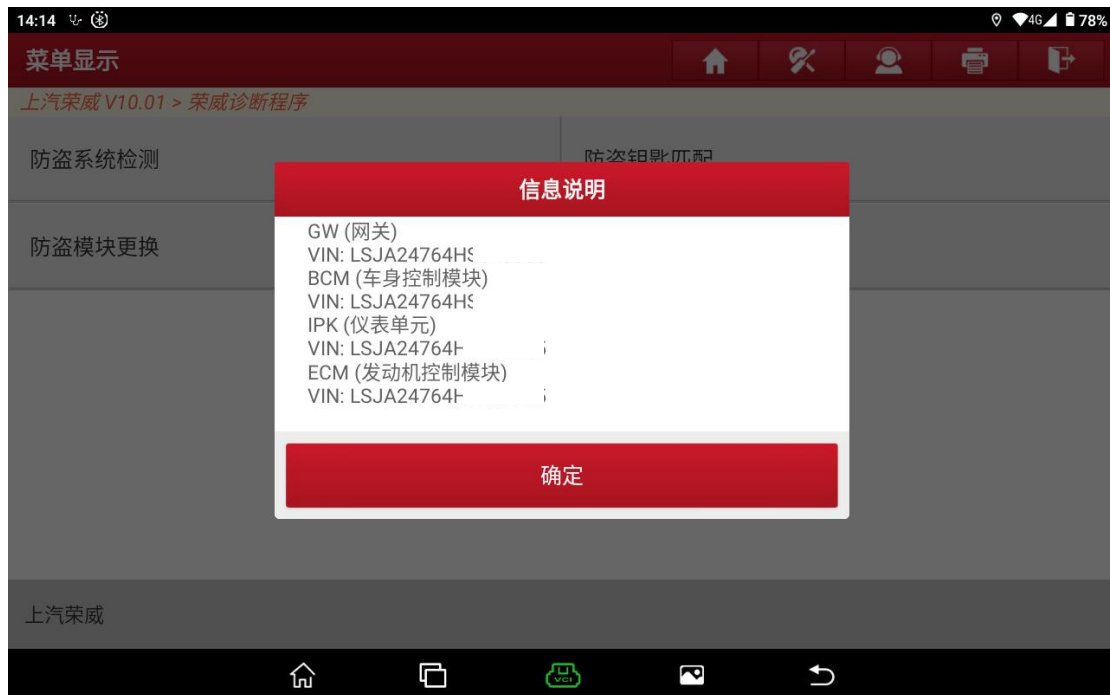 14:14
4G 78%
菜单显示
上汽荣威 V10.01 > 荣威诊断程序
防盗系统检测
防盗钥匙匹配
防盗模块更换
信息说明
GW (网关)
VIN: LSJA24764HS
BCM (车身控制模块)
VIN: LSJA24764HS
IPK (仪表单元)
VIN: LSJA24764H
ECM (发动机控制模块)
VIN: LSJA24764H
确定
上汽荣威
VCI